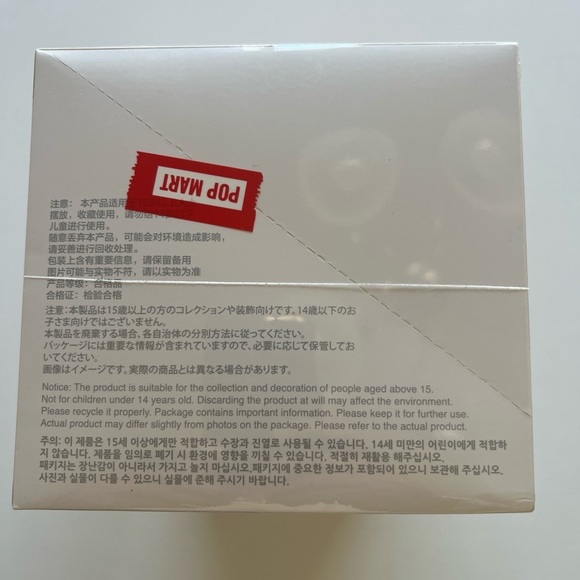 POP MART
注意： 本产品适用
摆放，收藏使用，请勿给
儿童进行使用。
随意丢弃本产品，可能会对环境造成影响，
请妥善进行回收处理。
包装上含有重要信息，请保留备用
图片可能与实物不符，请以实物为准
产品等级：合格品
合格证：检验合格
注意：本製品は15歳以上の方のコレクションや装飾向けです。14歳以下のお
子さま向けではございません。
本製品を廃棄する場合、各自治体の分別方法に従ってください。
パッケージには重要な情報が含まれていますので、必要に応じて保管してお
いてください。
画像はイメージです。実際の商品とは異なる場合があります。
Notice: The product is suitable for the collection and decoration of people aged above 15.
Not for children under 14 years old. Discarding the product at will may affect the environment.
Please recycle it properly. Package contains important information. Please keep it for further use.
Actual product may differ slightly from photos on the package. Please refer to the actual product.
주의: 이 제품은 15세 이상에게만 적합하고 수장과 진열로 사용될 수 있습니다. 14세 미만의 어린이에게 적합하
지 않습니다. 제품을 임의로 폐기 시 환경에 영향을 끼칠 수 있습니다. 적절히 재활용 해주십시오.
패키지는 장난감이 아니라서 가지고 놀지 마십시오.패키지에 중요한 정보가 포함되어 있으니 보관해 주십시오.
사진과 실물이 다를 수 있으니 실물에 준해 주시기 바랍니다.